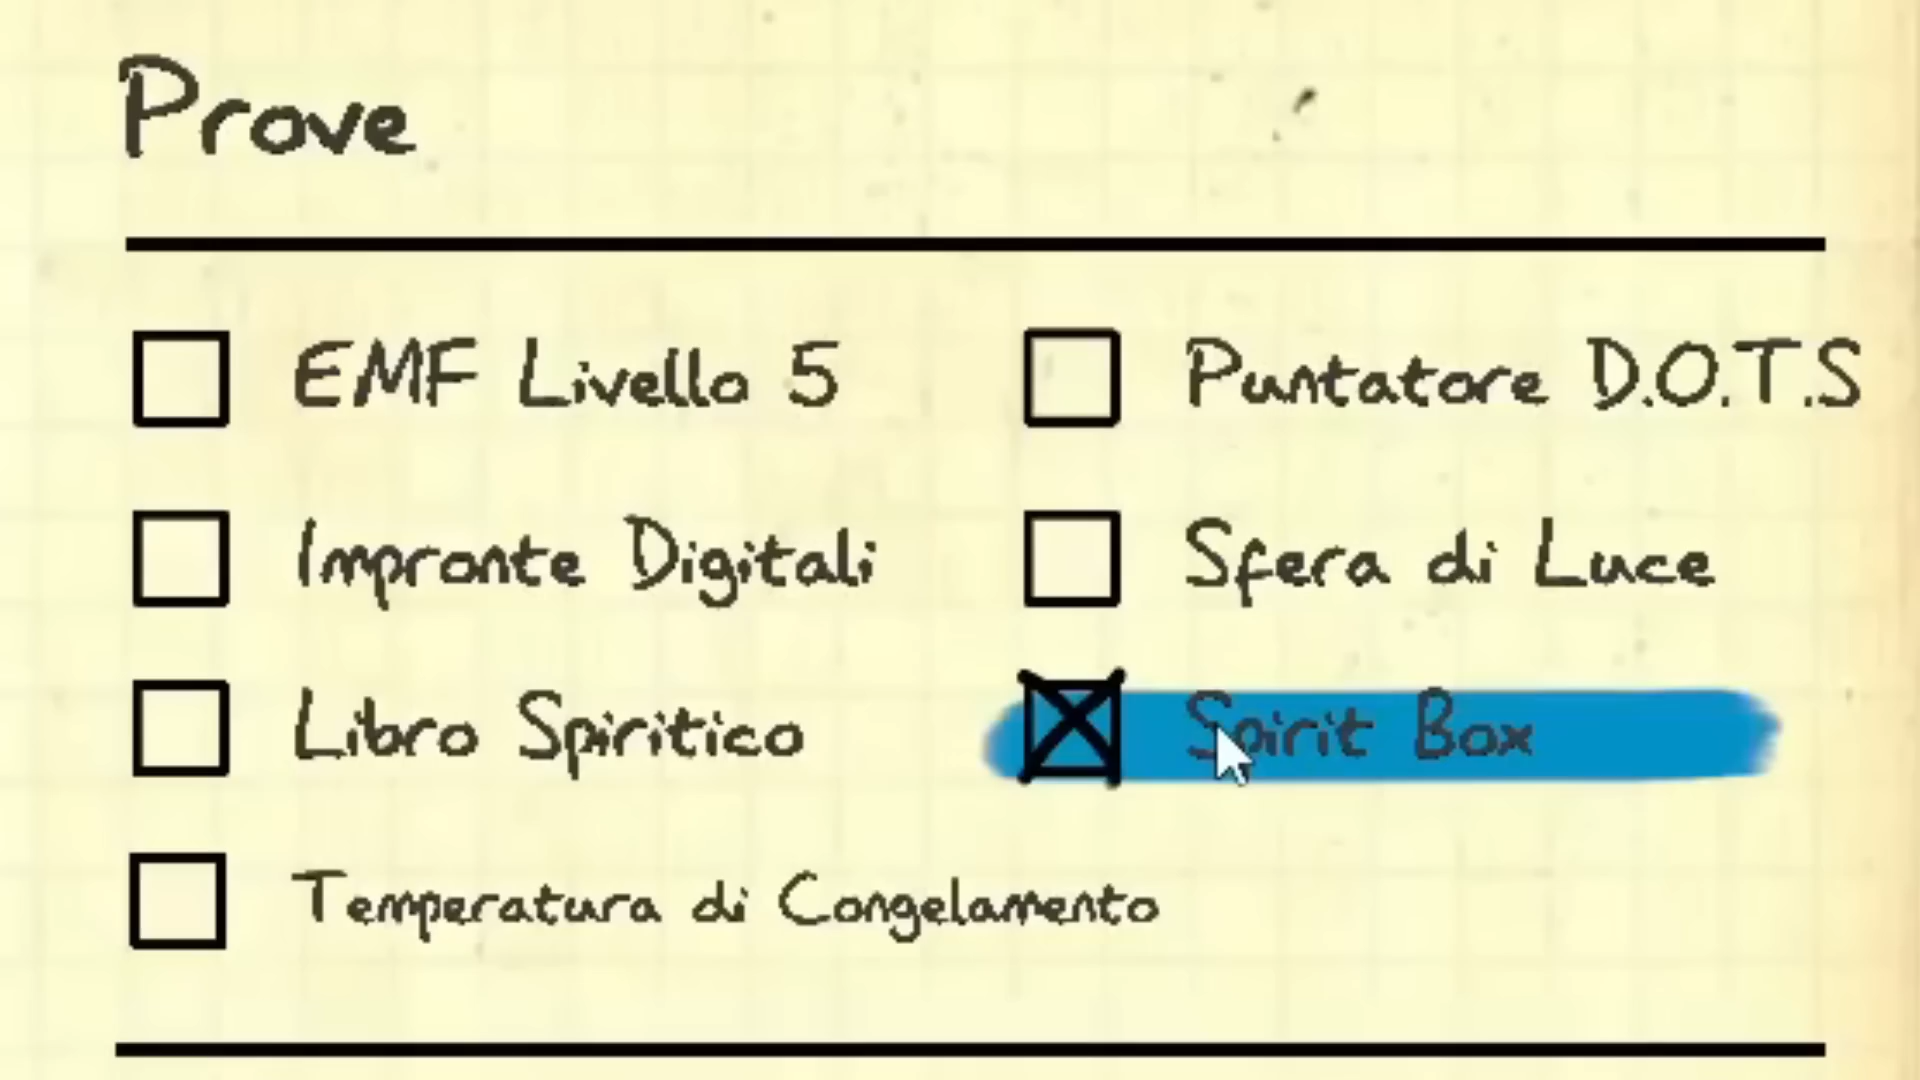 Prove
EMF Livello 5
Puntatore D.O.T.S
Impronte Digitali
Sfera di Luce
Libro Spiritico
Spirit Box
Temperatura di Congelamento